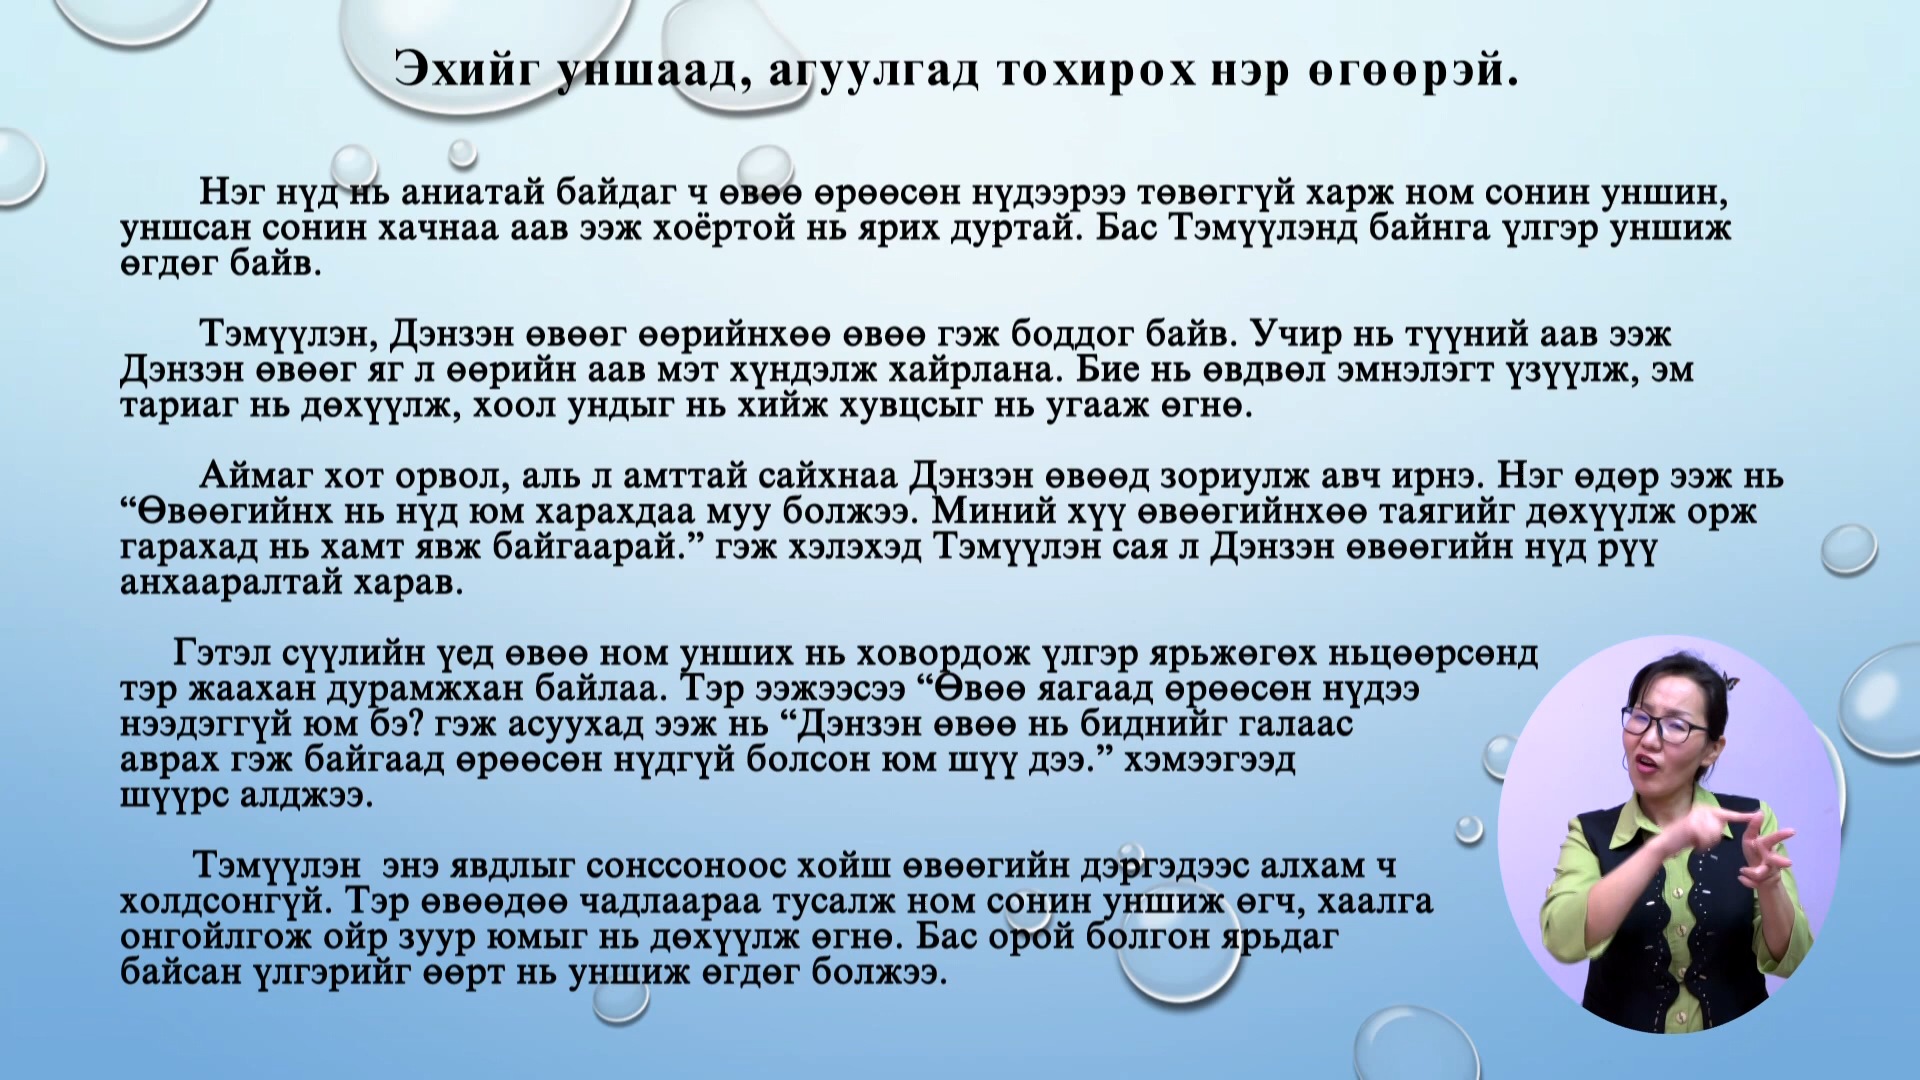 Эхийг уншаад, агуулгад тохирох нэр өгөөрэй.
Нэг нүд нь аниатай байдаг ч өвөө өрөөсөн нүдээрээ төвөггүй харж ном сонин уншин,
уншсан сонин хачнаа аав ээж хоёртой нь ярих дуртай. Бас Тэмүүлэнд байнга үлгэр уншиж
өгдөг байв.
Тэмүүлэн, Дэнзэн өвөөг өөрийнхөө өвөө гэж боддог байв. Учир нь түүний аав ээж
Дэнзэн өвөөг яг л өөрийн аав мэт хүндэлж хайрлана. Бие нь өвдвөл эмнэлэгт үзүүлж, эм
тариаг нь дөхүүлж, хоол ундыг нь хийж хувцсыг нь угааж өгнө.
Аймаг хот орвол, аль л амттай сайхнаа Дэнзэн өвөөд зориулж авч ирнэ. Нэг өдөр ээж нь
“Өвөөгийнх нь нүд юм харахдаа муу болжээ. Миний хүү өвөөгийнхөө таягийг дөхүүлж орж
гарахад нь хамт явж байгаарай.” гэж хэлэхэд Тэмүүлэн сая л Дэнзэн өвөөгийн нүд рүү
анхааралтай харав.
Гэтэл сүүлийн үед өвөө ном унших нь ховордож үлгэр ярьжөгөх ньцөөрсөнд
тэр жаахан дурамжхан байлаа. Тэр ээжээсээ “Өвөө яагаад өрөөсөн нүдээ
нээдэггүй юм бэ? гэж асуухад ээж нь “Дэнзэн өвөө нь биднийг галаас
аврах гэж байгаад өрөөсөн нүдгүй болсон юм шүү дээ.” хэмээгээд
шүүрс алджээ.
Тэмүүлэн  энэ явдлыг сонссоноос хойш өвөөгийн дэргэдээс алхам ч
холдсонгүй. Тэр өвөөдөө чадлаараа тусалж ном сонин уншиж өгч, хаалга
онгойлгож ойр зуур юмыг нь дөхүүлж өгнө. Бас орой болгон ярьдаг
байсан үлгэрийг өөрт нь уншиж өгдөг болжээ.